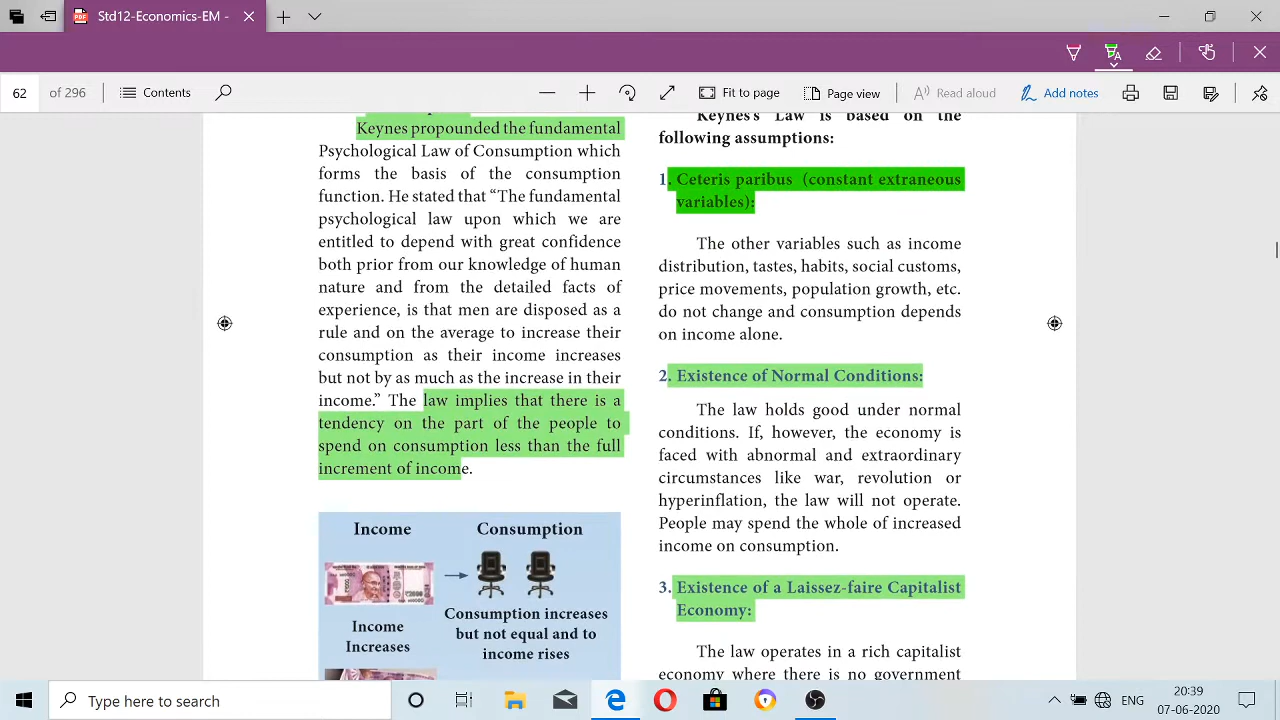 Std12-Economics-EM -
62
of 296
Contents
Fit to page
Page view
Read aloud
Add notes
Keynes propounded the fundamental
Psychological Law of Consumption which
forms the basis of the consumption
function. He stated that “The fundamental
psychological law upon which we are
entitled to depend with great confidence
both prior from our knowledge of human
nature and from the detailed facts of
experience, is that men are disposed as a
rule and on the average to increase their
consumption as their income increases
but not by as much as the increase in their
income.” The law implies that there is a
tendency on the part of the people to
spend on consumption less than the full
increment of income.
Income
Consumption
Income
Increases
Consumption increases
but not equal and to
income rises
Keynes's Law is based on the
following assumptions:
1. Ceteris paribus (constant extraneous
variables):
The other variables such as income
distribution, tastes, habits, social customs,
price movements, population growth, etc.
do not change and consumption depends
on income alone.
2. Existence of Normal Conditions:
The law holds good under normal
conditions. If, however, the economy is
faced with abnormal and extraordinary
circumstances like war, revolution or
hyperinflation, the law will not operate.
People may spend the whole of increased
income on consumption.
3. Existence of a Laissez-faire Capitalist
Economy:
The law operates in a rich capitalist
economy where there is no government
Type here to search
ENG
20:39
07-06-2020